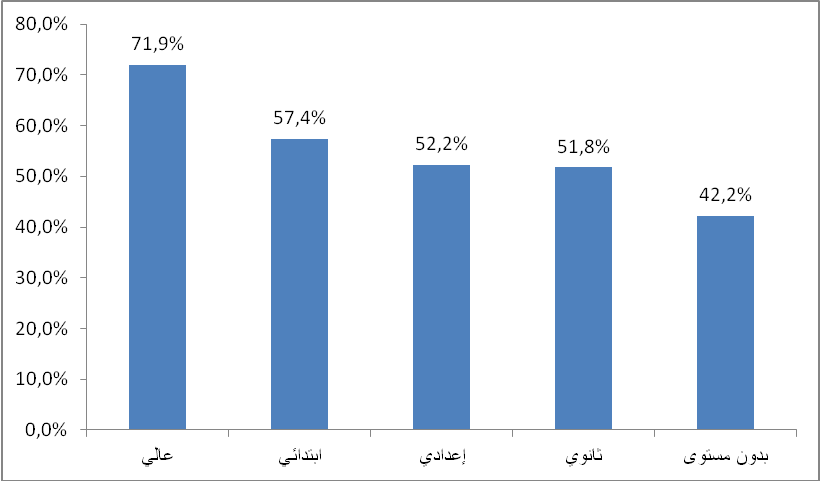 80,0%
70,0%
60,0%
50,0%
40,0%
30,0%
20,0%
10,0%
0,0%
71,9%
57,4%
52,2%
51,8%
42,2%
عالي
ابتدائي
إعدادي
ثانوي
بدون مستوى